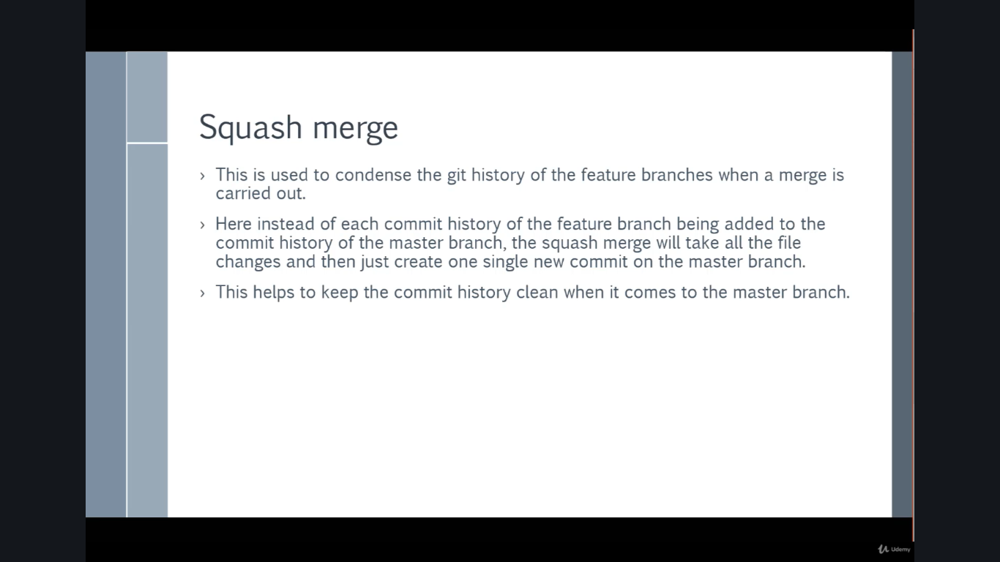 Squash merge
› This is used to condense the git history of the feature branches when a merge is
carried out.
› Here instead of each commit history of the feature branch being added to the
commit history of the master branch, the squash merge will take all the file
changes and then just create one single new commit on the master branch.
› This helps to keep the commit history clean when it comes to the master branch.
Udemy